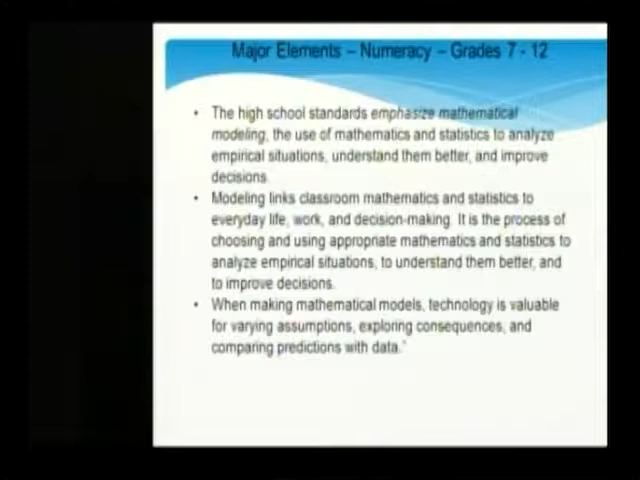 Major Elements – Numeracy – Grades 7 - 12
• The high school standards emphasize mathematical
modeling, the use of mathematics and statistics to analyze
empirical situations, understand them better, and improve
decisions.
• Modeling links classroom mathematics and statistics to
everyday life, work, and decision-making. It is the process of
choosing and using appropriate mathematics and statistics to
analyze empirical situations, to understand them better, and
to improve decisions.
• When making mathematical models, technology is valuable
for varying assumptions, exploring consequences, and
comparing predictions with data.”